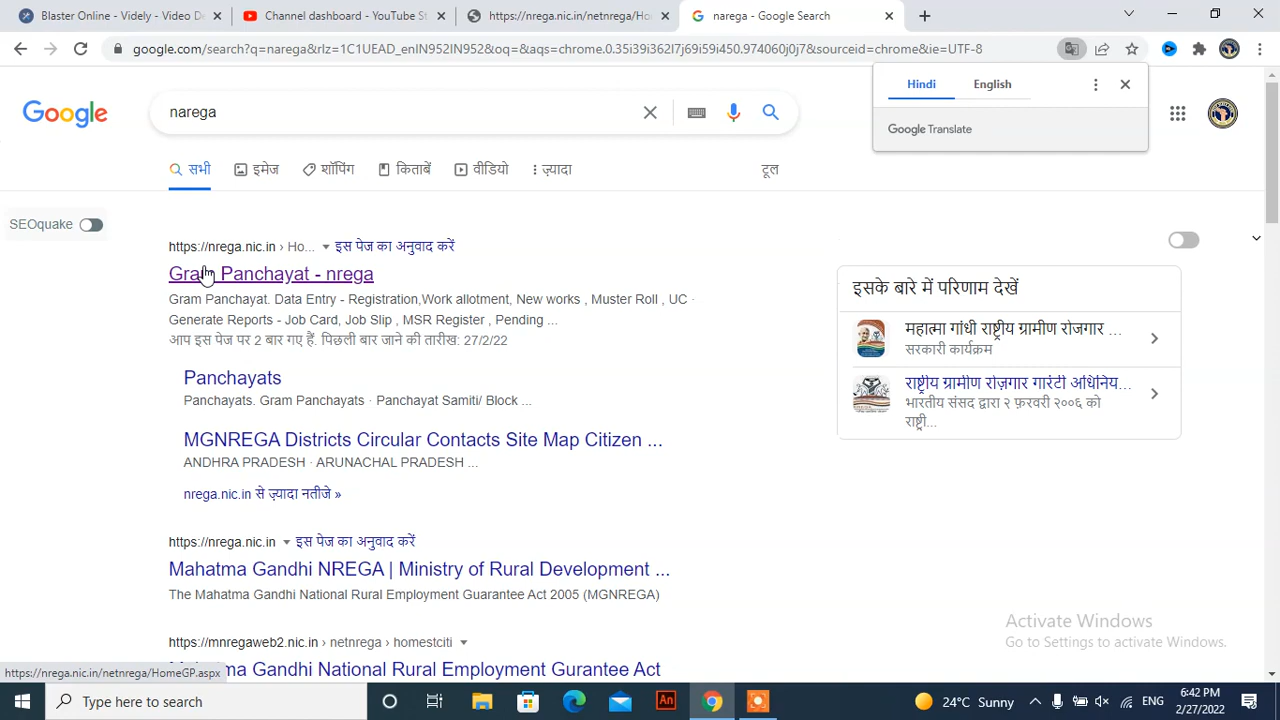 Blaster Online - Videly - Video De
Channel dashboard - YouTube St
https://nrega.nic.in/netnrega/Hom
narega - Google Search
google.com/search?q=narega&rlz=1C1UEAD_enIN952IN952&oq=&aqs=chrome.0.35i39i362l7j69i59i450.974060j0j7&sourceid=chrome&ie=UTF-8
Hindi English
Google Translate
Google
narega
सभी इमेज शॉपिंग किताबें वीडियो ज़्यादा टूल
SEOquake
https://nrega.nic.in › Ho... इस पेज का अनुवाद करें
Gram Panchayat - nrega
Gram Panchayat. Data Entry - Registration,Work allotment, New works , Muster Roll , UC ·
Generate Reports - Job Card, Job Slip , MSR Register , Pending ...
आप इस पेज पर 2 बार गए हैं. पिछली बार जाने की तारीख: 27/2/22
Panchayats
Panchayats. Gram Panchayats · Panchayat Samiti/ Block ...
MGNREGA Districts Circular Contacts Site Map Citizen ...
ANDHRA PRADESH · ARUNACHAL PRADESH ...
nrega.nic.in से ज़्यादा नतीजे »
https://nrega.nic.in इस पेज का अनुवाद करें
Mahatma Gandhi NREGA | Ministry of Rural Development ...
The Mahatma Gandhi National Rural Employment Guarantee Act 2005 (MGNREGA)
https://mnregaweb2.nic.in › netnrega › homestciti
Mahatma Gandhi National Rural Employment Gurantee Act
इसके बारे में परिणाम देखें
महात्मा गांधी राष्ट्रीय ग्रामीण रोजगार ...
सरकारी कार्यक्रम
राष्ट्रीय ग्रामीण रोज़गार गारंटी अधिनिय...
भारतीय संसद द्वारा २ फ़रवरी २००६ को
राष्ट्री...
Activate Windows
Go to Settings to activate Windows.
https://nrega.nic.in/netnrega/HomeGP.aspx
Type here to search
An
24°C Sunny
ENG
6:42 PM
2/27/2022